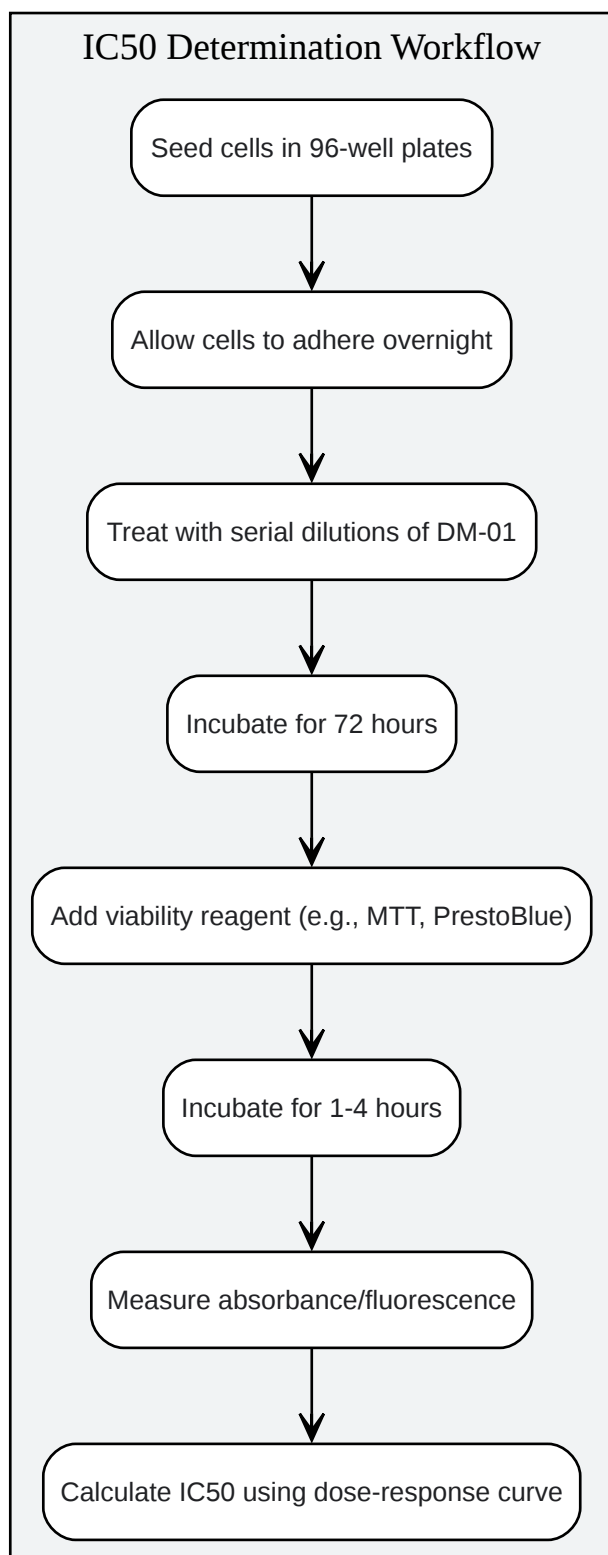 IC50 Determination Workflow
Seed cells in 96-well plates
Allow cells to adhere overnight
Treat with serial dilutions of DM-01
Incubate for 72 hours
Add viability reagent (e.g., MTT, PrestoBlue)
Incubate for 1-4 hours
Measure absorbance/fluorescence
Calculate IC50 using dose-response curve